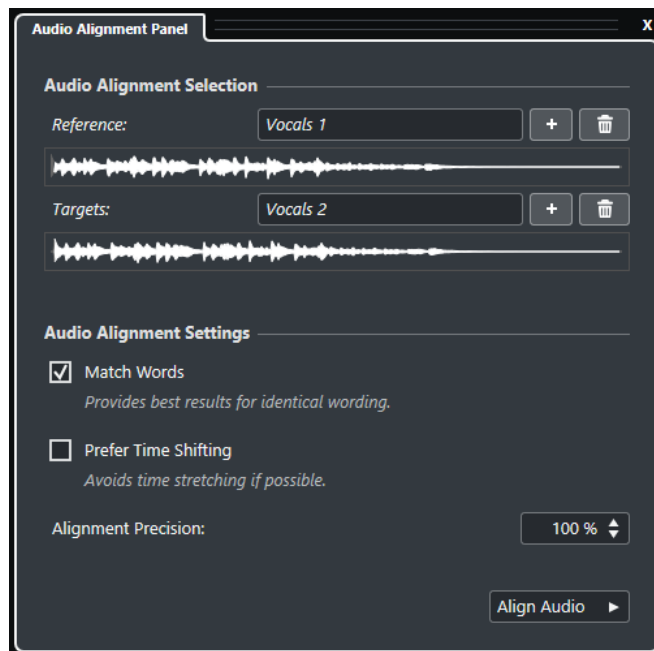 Audio Alignment Panel X
Audio Alignment Selection
Reference: Vocals 1 +
Targets: Vocals 2 +
Audio Alignment Settings
Match Words
Provides best results for identical wording.
Prefer Time Shifting
Avoids time stretching if possible.
Alignment Precision: 100 %
Align Audio